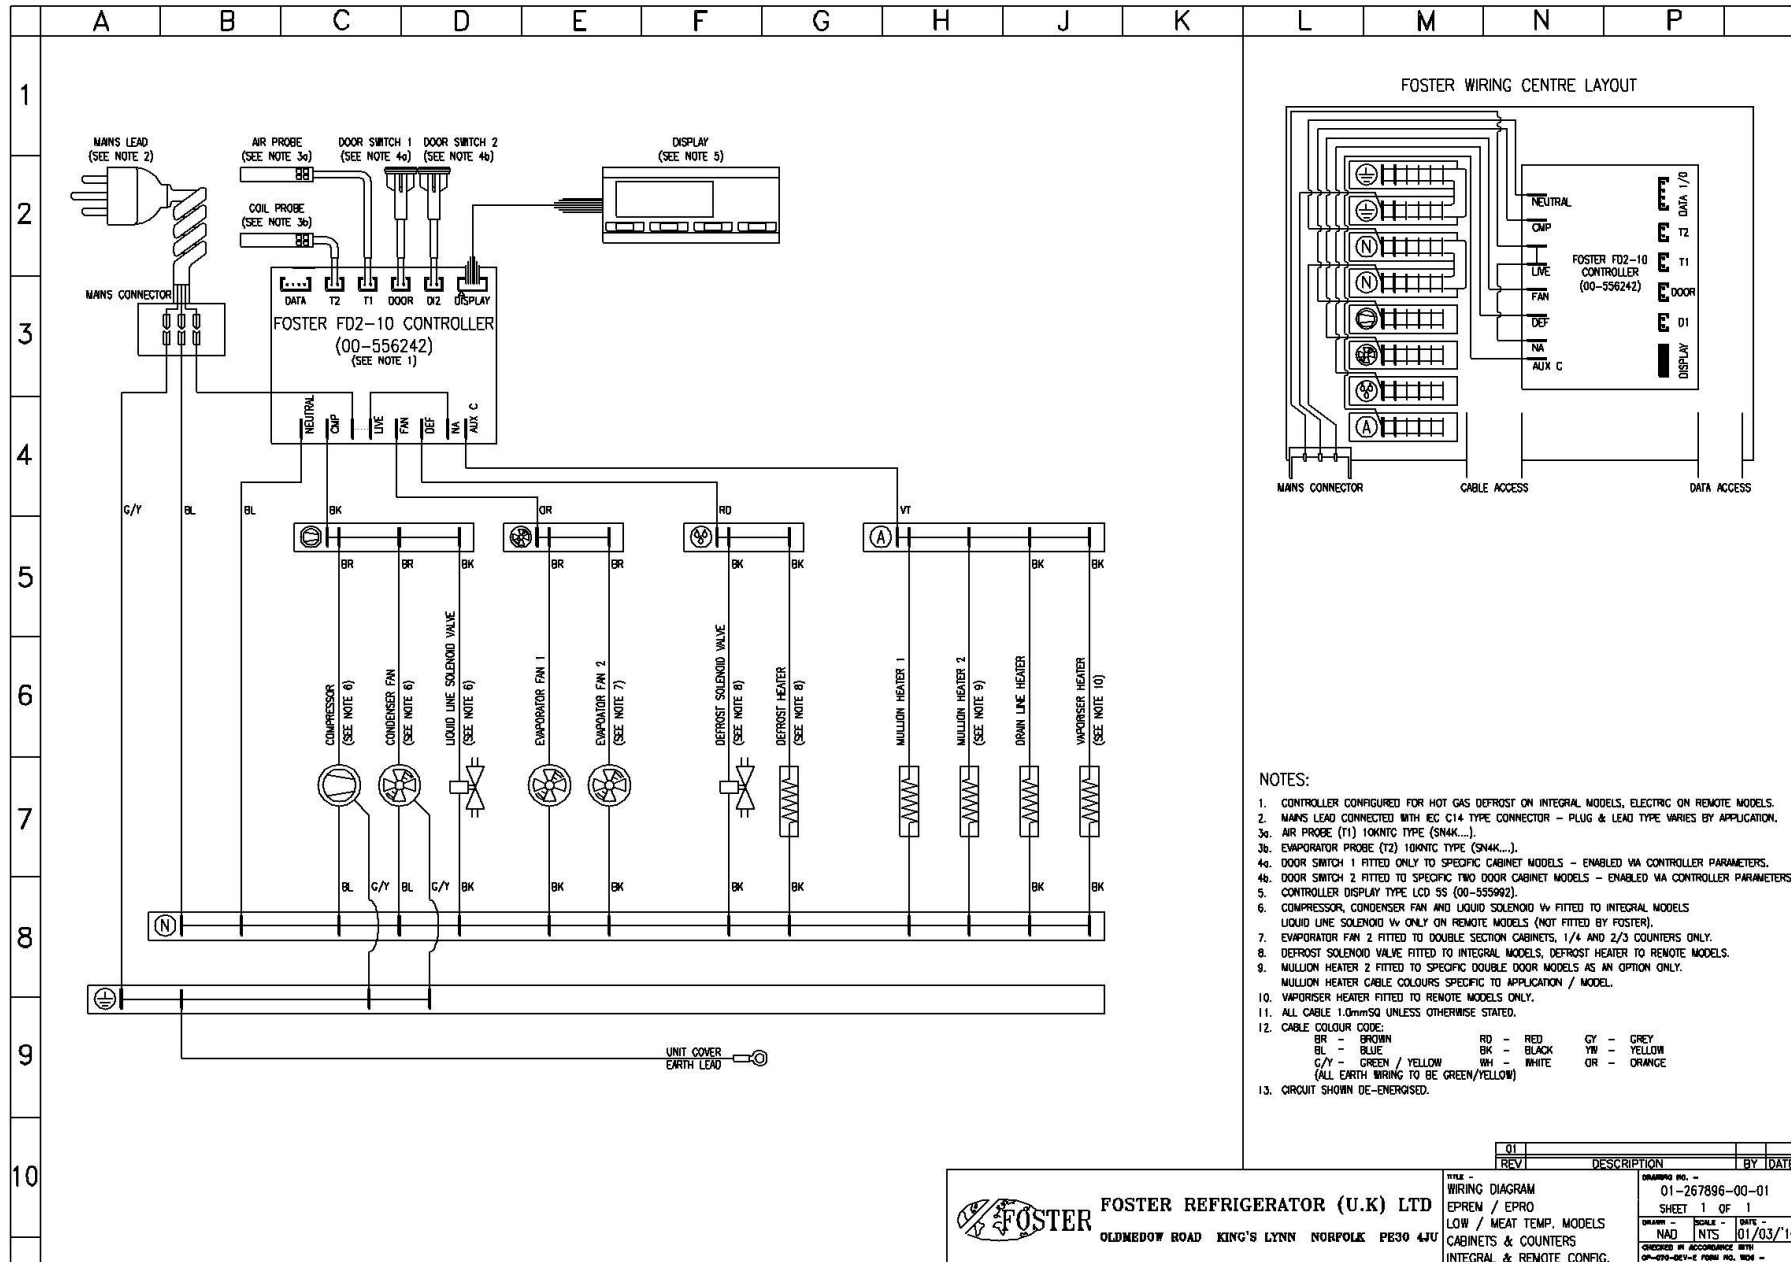 A B C D E F G H J K L M N P
1
2
3
4
5
6
7
8
9
10
MAINS LEAD
(SEE NOTE 2)
AIR PROBE
(SEE NOTE 3a)
DOOR SWITCH 1
(SEE NOTE 4a)
DOOR SWITCH 2
(SEE NOTE 4b)
DISPLAY
(SEE NOTE 5)
COIL PROBE
(SEE NOTE 3b)
MAINS CONNECTOR
DATA T2 T1 DOOR DI2 DISPLAY
FOSTER FD2-10 CONTROLLER
(00-556242)
(SEE NOTE 1)
NEUTRAL CMP LIVE FAN DEF NA AUX C
G/Y BL BL BK OR RD VT
A
BR BR BK BR BR BK BK BK BK
COMPRESSOR
(SEE NOTE 6)
CONDENSER FAN
(SEE NOTE 6)
LIQUID LINE SOLENOID VALVE
(SEE NOTE 6)
EVAPORATOR FAN 1
EVAPOATOR FAN 2
(SEE NOTE 7)
DEFROST SOLENOID VALVE
(SEE NOTE 8)
DEFROST HEATER
(SEE NOTE 8)
MULLION HEATER 1
MULLION HEATER 2
(SEE NOTE 9)
DRAIN LINE HEATER
VAPORISER HEATER
(SEE NOTE 10)
BL G/Y BL G/Y BK BK BK BK BK BK BK
N
UNIT COVER
EARTH LEAD
FOSTER WIRING CENTRE LAYOUT
N
N
A
NEUTRAL
CMP
LIVE
FAN
DEF
NA
AUX C
FOSTER FD2-10
CONTROLLER
(00-556242)
DATA I/O
T2
T1
DOOR
D1
DISPLAY
MAINS CONNECTOR
CABLE ACCESS
DATA ACCESS
NOTES:
1. CONTROLLER CONFIGURED FOR HOT GAS DEFROST ON INTEGRAL MODELS, ELECTRIC ON REMOTE MODELS.
2. MAINS LEAD CONNECTED WITH IEC C14 TYPE CONNECTOR - PLUG & LEAD TYPE VARIES BY APPLICATION.
3a. AIR PROBE (T1) 10KNTC TYPE (SN4K....).
3b. EVAPORATOR PROBE (T2) 10KNTC TYPE (SN4K....).
4a. DOOR SWITCH 1 FITTED ONLY TO SPECIFIC CABINET MODELS - ENABLED VIA CONTROLLER PARAMETERS.
4b. DOOR SWITCH 2 FITTED TO SPECIFIC TWO DOOR CABINET MODELS - ENABLED VIA CONTROLLER PARAMETERS
5. CONTROLLER DISPLAY TYPE LCD 5S (00-555992).
6. COMPRESSOR, CONDENSER FAN AND LIQUID SOLENOID Vv FITTED TO INTEGRAL MODELS
LIQUID LINE SOLENOID Vv ONLY ON REMOTE MODELS (NOT FITTED BY FOSTER).
7. EVAPORATOR FAN 2 FITTED TO DOUBLE SECTION CABINETS, 1/4 AND 2/3 COUNTERS ONLY.
8. DEFROST SOLENOID VALVE FITTED TO INTEGRAL MODELS, DEFROST HEATER TO REMOTE MODELS.
9. MULLION HEATER 2 FITTED TO SPECIFIC DOUBLE DOOR MODELS AS AN OPTION ONLY.
MULLION HEATER CABLE COLOURS SPECIFIC TO APPLICATION / MODEL.
10. VAPORISER HEATER FITTED TO REMOTE MODELS ONLY.
11. ALL CABLE 1.0mmSQ UNLESS OTHERWISE STATED.
12. CABLE COLOUR CODE:
BR - BROWN RD - RED GY - GREY
BL - BLUE BK - BLACK YW - YELLOW
G/Y - GREEN / YELLOW WH - WHITE OR - ORANGE
(ALL EARTH WIRING TO BE GREEN/YELLOW)
13. CIRCUIT SHOWN DE-ENERGISED.
01
REV DESCRIPTION BY DATE
FOSTER
FOSTER REFRIGERATOR (U.K) LTD
OLDMEDOW ROAD KING'S LYNN NORFOLK PE30 4JU
TITLE -
WIRING DIAGRAM
EPREM / EPRO
LOW / MEAT TEMP. MODELS
CABINETS & COUNTERS
INTEGRAL & REMOTE CONFIG.
DRAWING NO. -
01-267896-00-01
SHEET 1 OF 1
DRAWN - SCALE - DATE -
NAD NTS 01/03/'1
CHECKED IN ACCORDANCE WITH